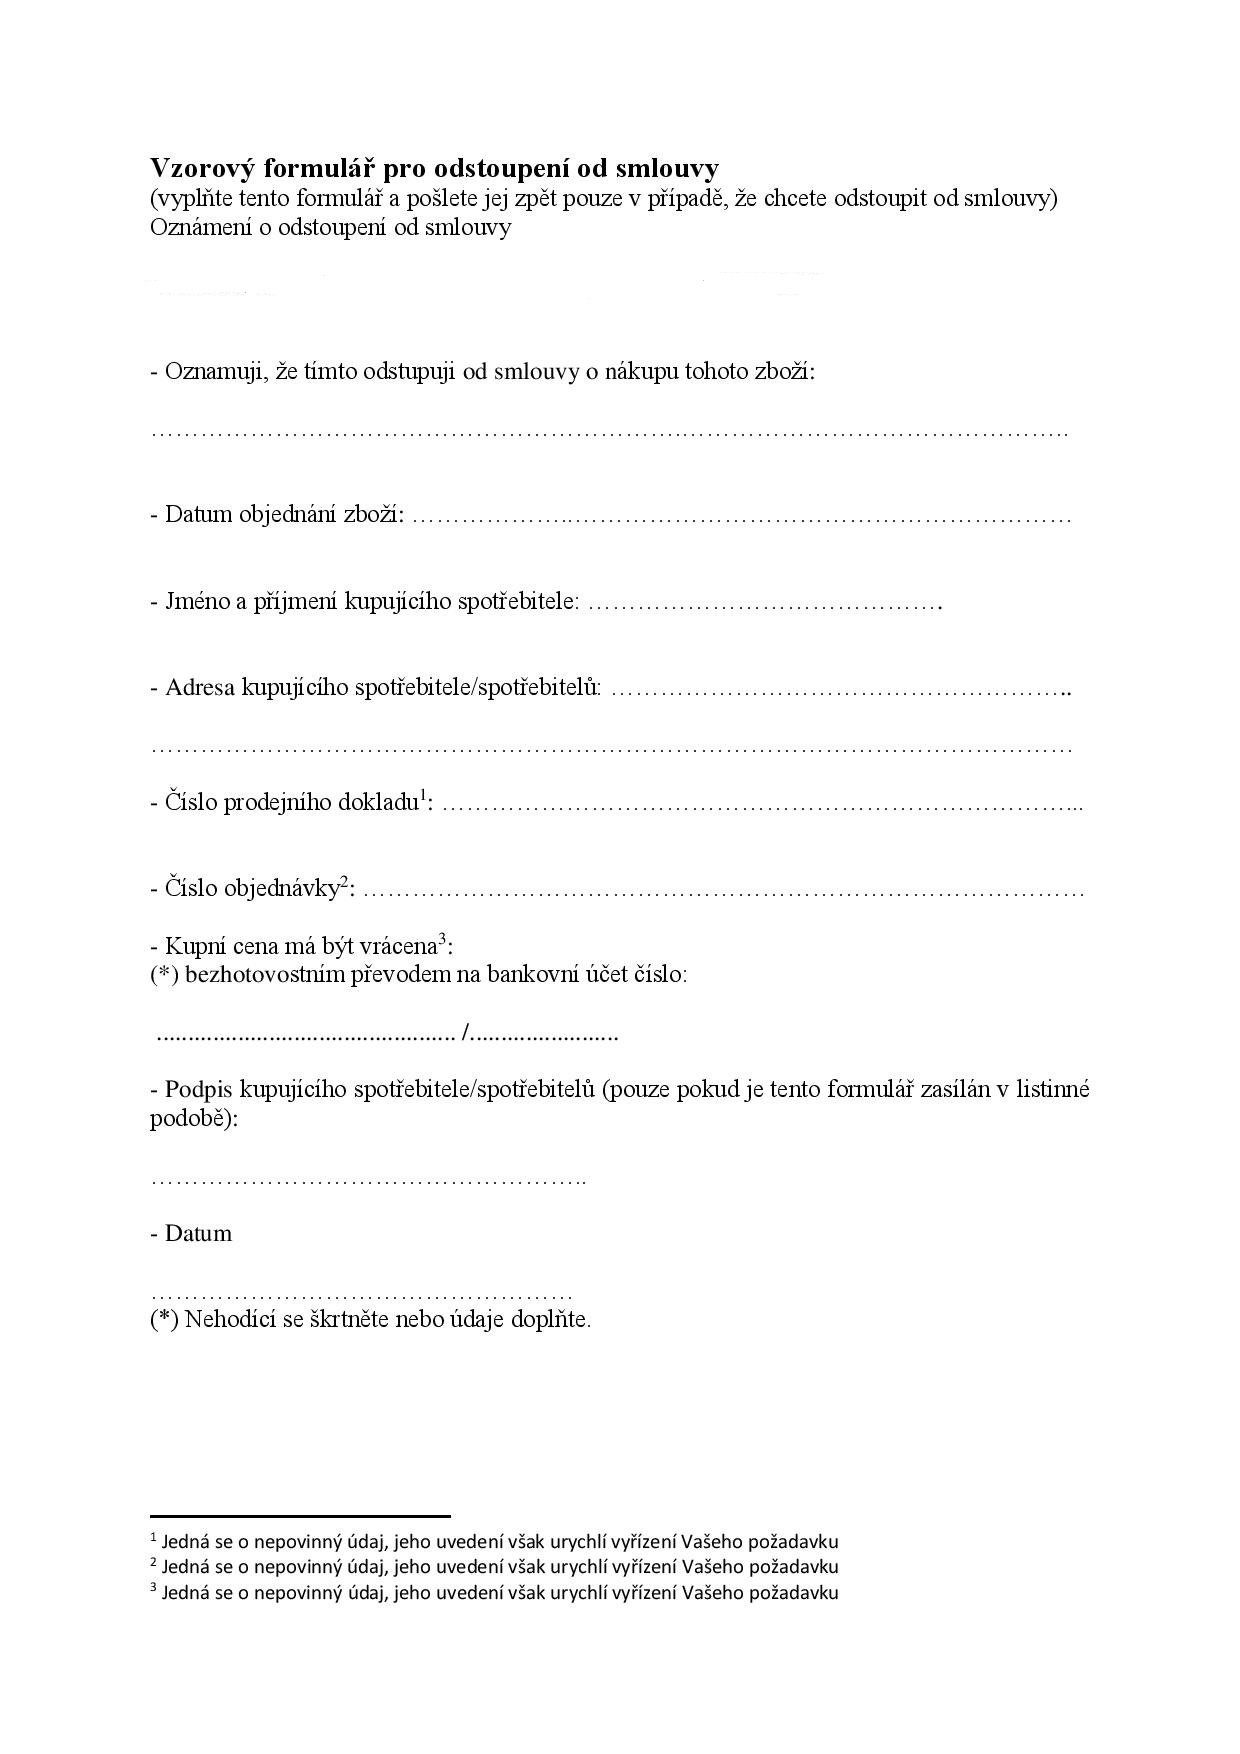 Vzorový formulář pro odstoupení od smlouvy
(vyplňte tento formulář a pošlete jej zpět pouze v případě, že chcete odstoupit od smlouvy)
Oznámení o odstoupení od smlouvy
- Oznamuji, že tímto odstupuji od smlouvy o nákupu tohoto zboží:
……………………………………………………….……………………………………….
- Datum objednání zboží: ………………..……………………………………………………
- Jméno a příjmení kupujícího spotřebitele: …………………………………….
- Adresa kupujícího spotřebitele/spotřebitelů: ………………………………………………..
…………………………………………………………………………………………………
- Číslo prodejního dokladu¹: …………………………………………………………………...
- Číslo objednávky²: ……………………………………………………………………………
- Kupní cena má být vrácena³:
(*) bezhotovostním převodem na bankovní účet číslo:
................................................ /........................
- Podpis kupujícího spotřebitele/spotřebitelů (pouze pokud je tento formulář zasílán v listinné
podobě):
……………………………………………..
- Datum
……………………………………………
(*) Nehodící se škrtněte nebo údaje doplňte.
¹ Jedná se o nepovinný údaj, jeho uvedení však urychlí vyřízení Vašeho požadavku
² Jedná se o nepovinný údaj, jeho uvedení však urychlí vyřízení Vašeho požadavku
³ Jedná se o nepovinný údaj, jeho uvedení však urychlí vyřízení Vašeho požadavku